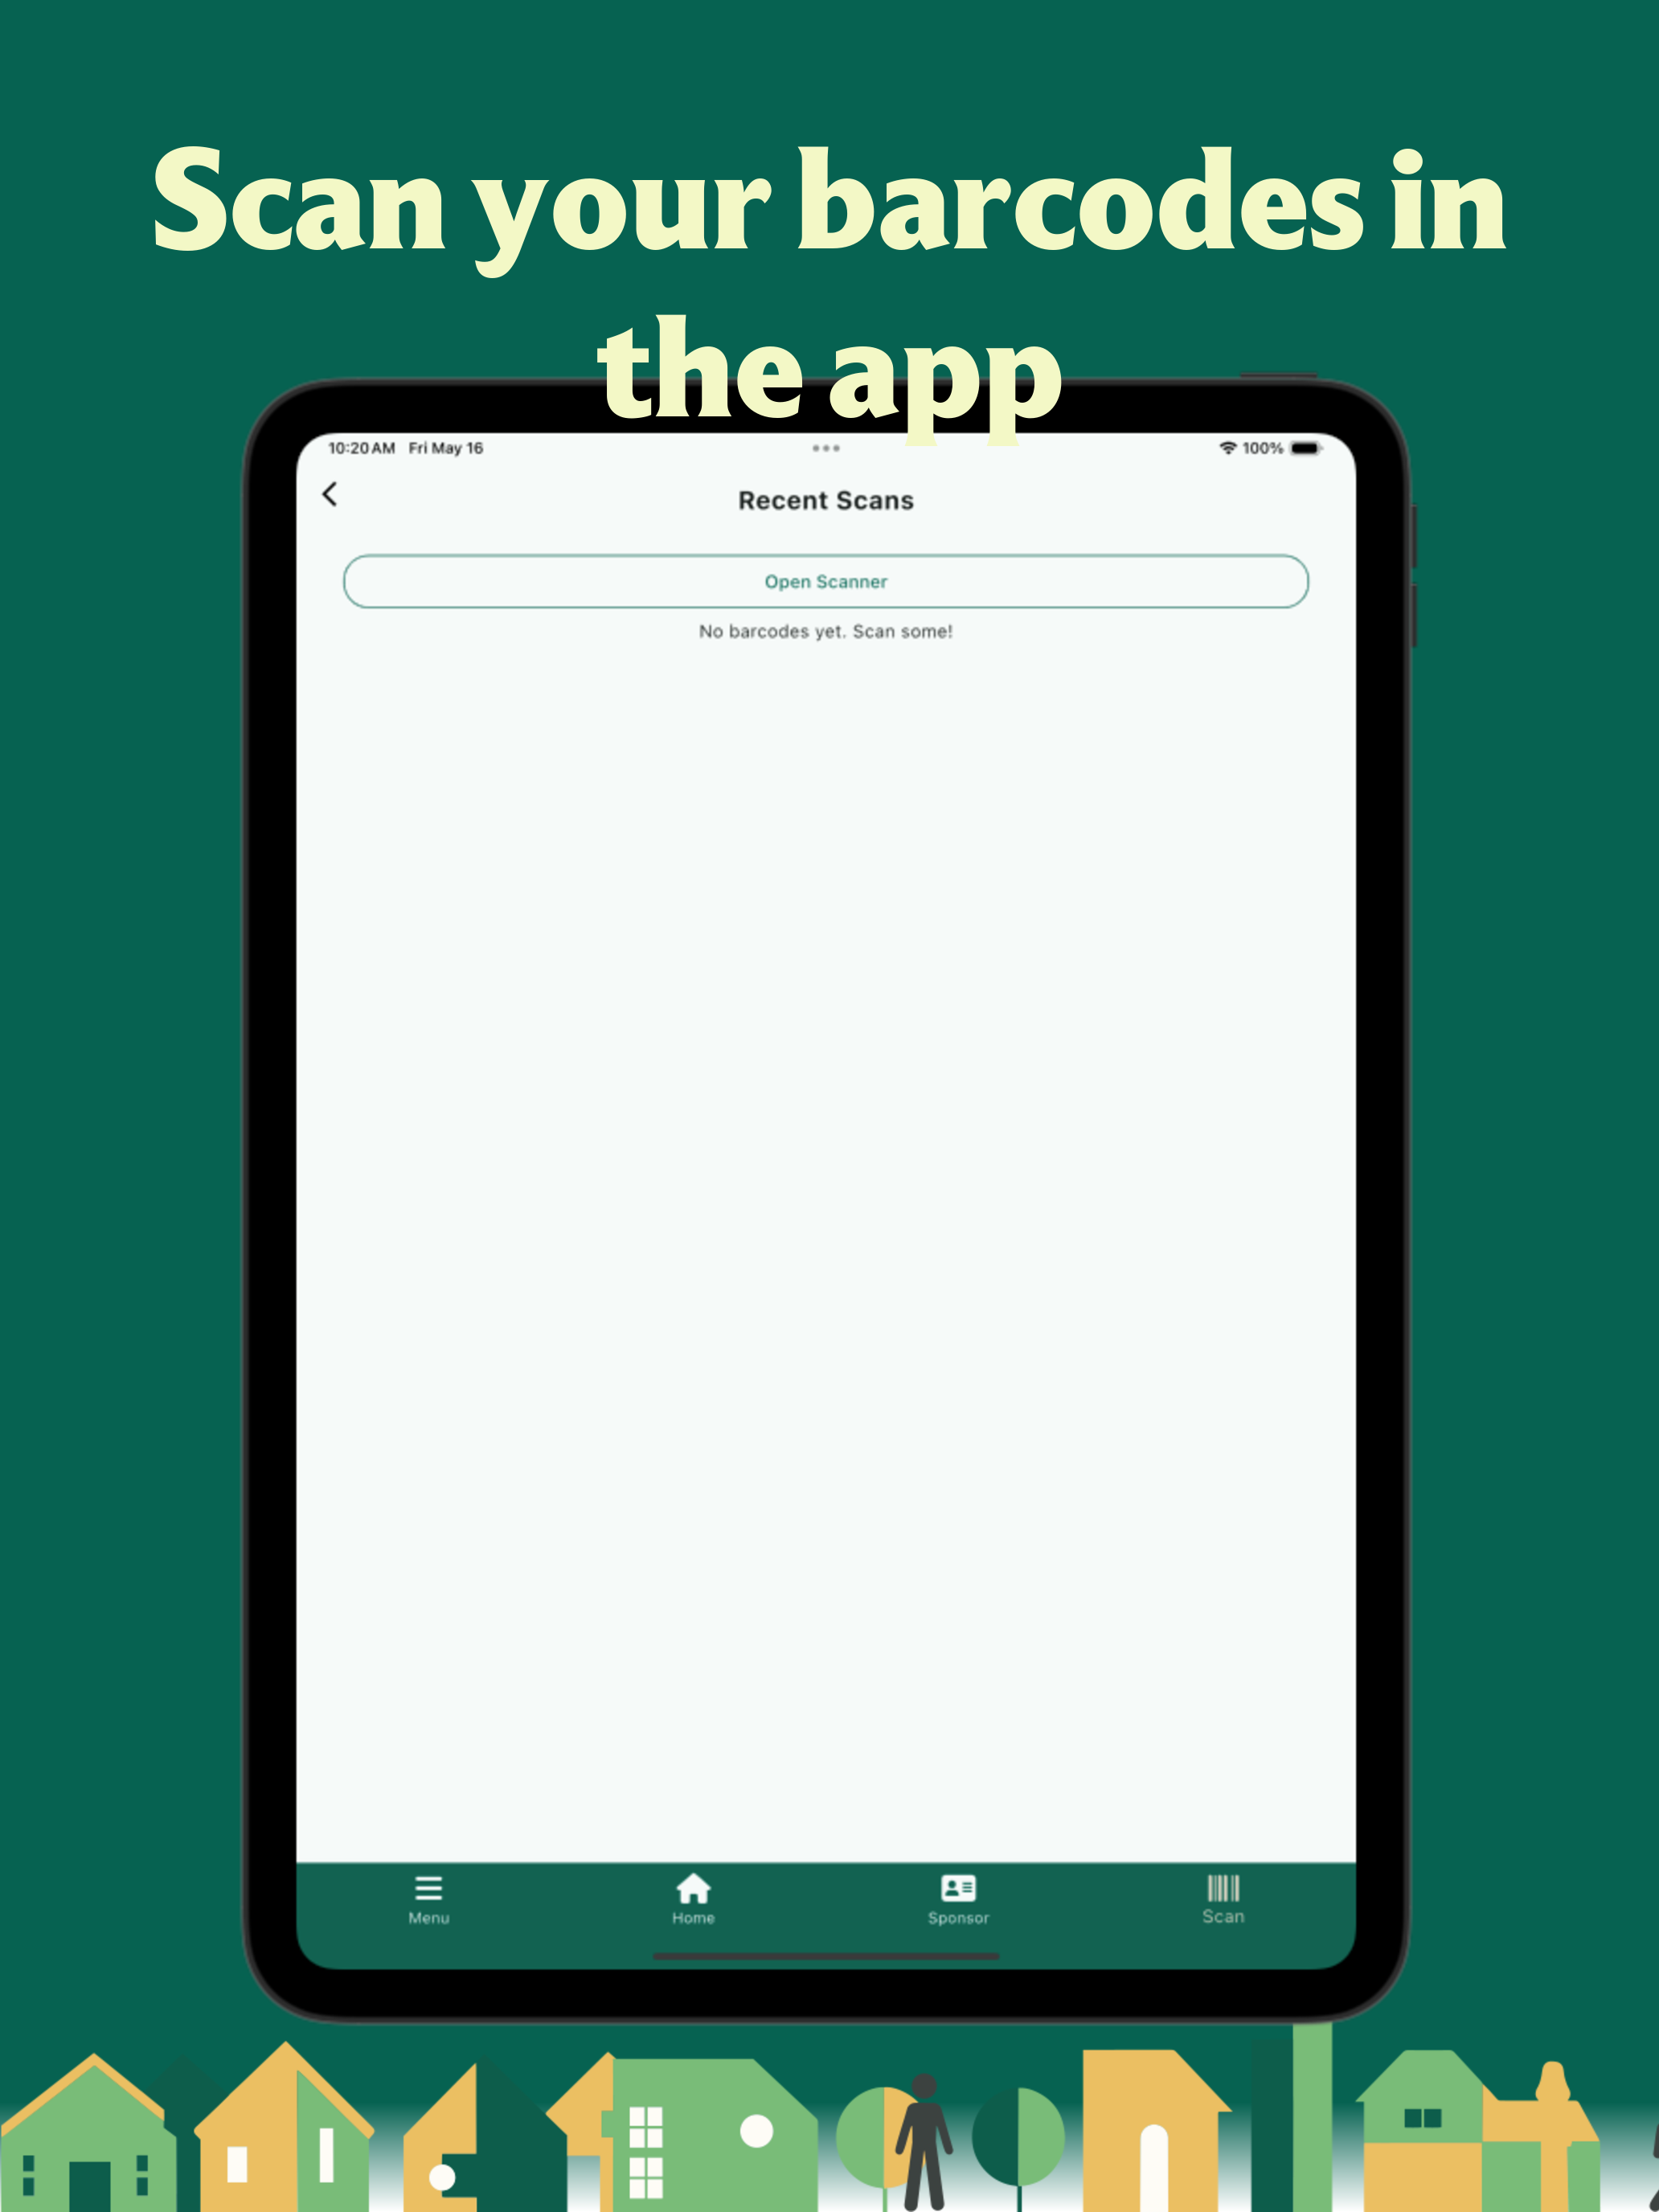 Scan your barcodes in
the app
10:20 AM Fri May 16
100%
Recent Scans
Open Scanner
No barcodes yet. Scan some!
Menu Home Sponsor Scan